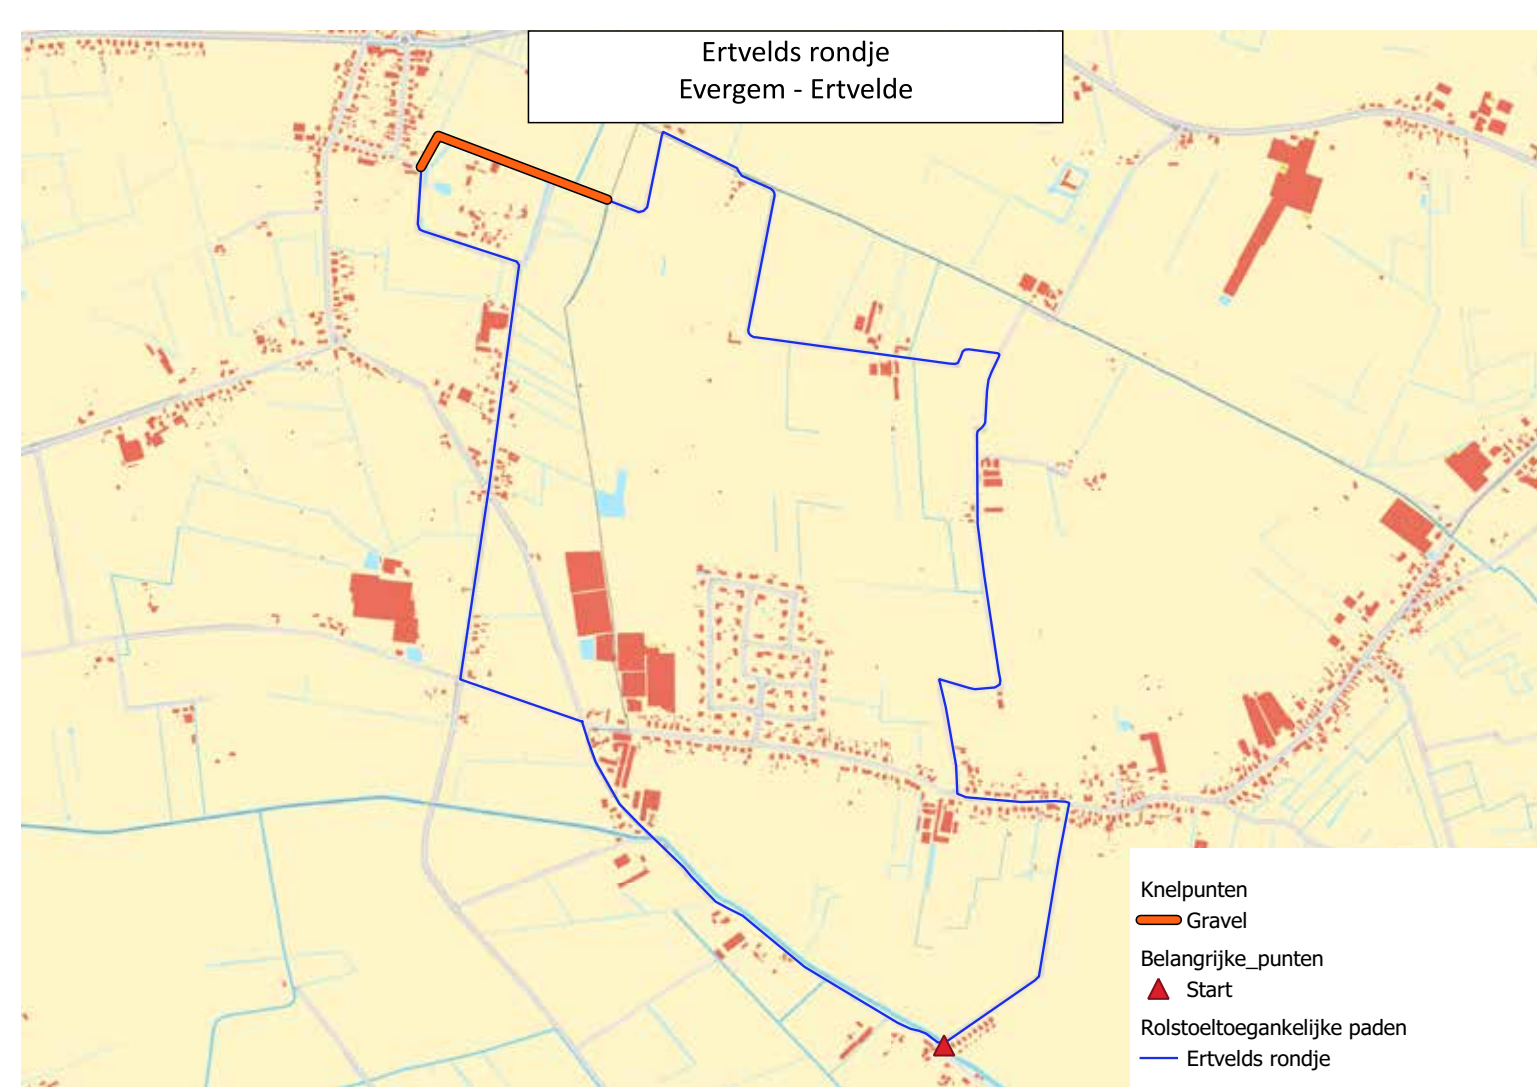 Ertvelds rondje
Evergem - Ertvelde
Knelpunten
Gravel
Belangrijke_punten
Start
Rolstoeltoegankelijke paden
Ertvelds rondje